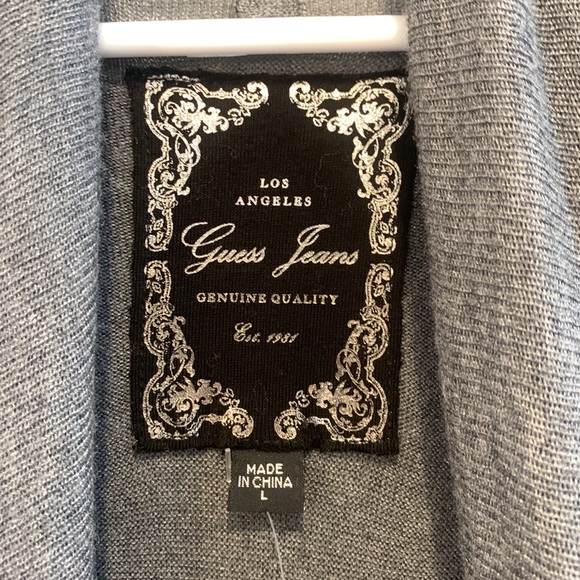 LOS
ANGELES
Guess Jeans
GENUINE QUALITY
Est. 1981
MADE
IN CHINA
L